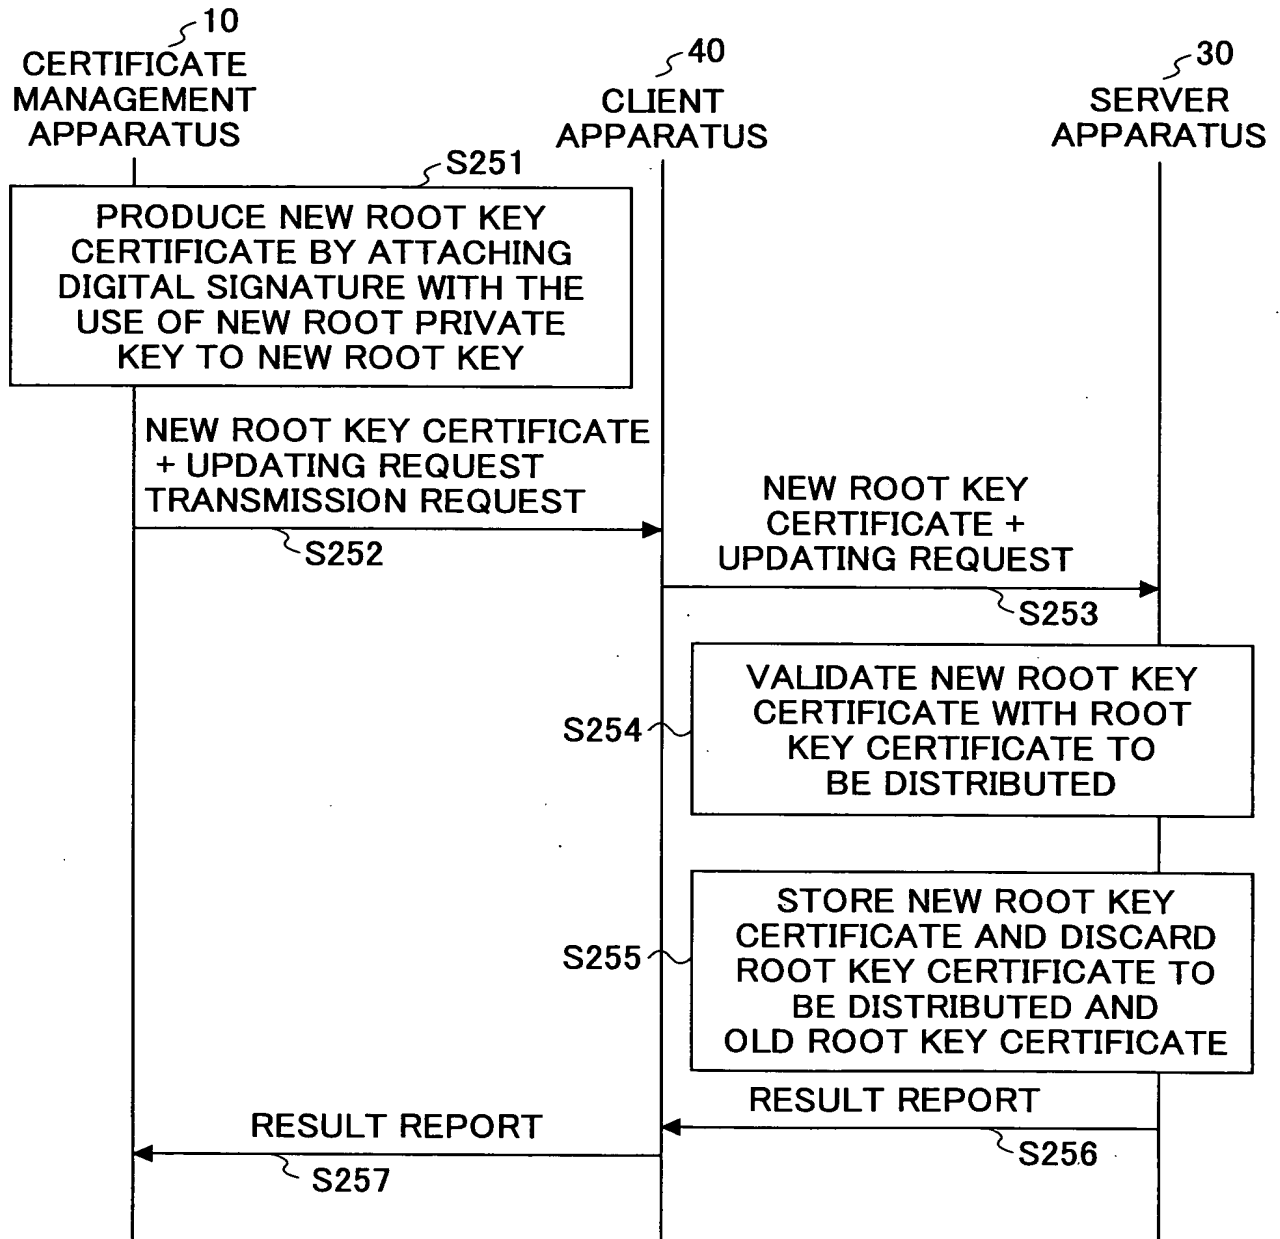 10
CERTIFICATE
MANAGEMENT
APPARATUS
40
CLIENT
APPARATUS
30
SERVER
APPARATUS
S251
PRODUCE NEW ROOT KEY
CERTIFICATE BY ATTACHING
DIGITAL SIGNATURE WITH THE
USE OF NEW ROOT PRIVATE
KEY TO NEW ROOT KEY
NEW ROOT KEY CERTIFICATE
+ UPDATING REQUEST
TRANSMISSION REQUEST
S252
NEW ROOT KEY
CERTIFICATE +
UPDATING REQUEST
S253
S254
VALIDATE NEW ROOT KEY
CERTIFICATE WITH ROOT
KEY CERTIFICATE TO
BE DISTRIBUTED
S255
STORE NEW ROOT KEY
CERTIFICATE AND DISCARD
ROOT KEY CERTIFICATE TO
BE DISTRIBUTED AND
OLD ROOT KEY CERTIFICATE
RESULT REPORT
S256
RESULT REPORT
S257